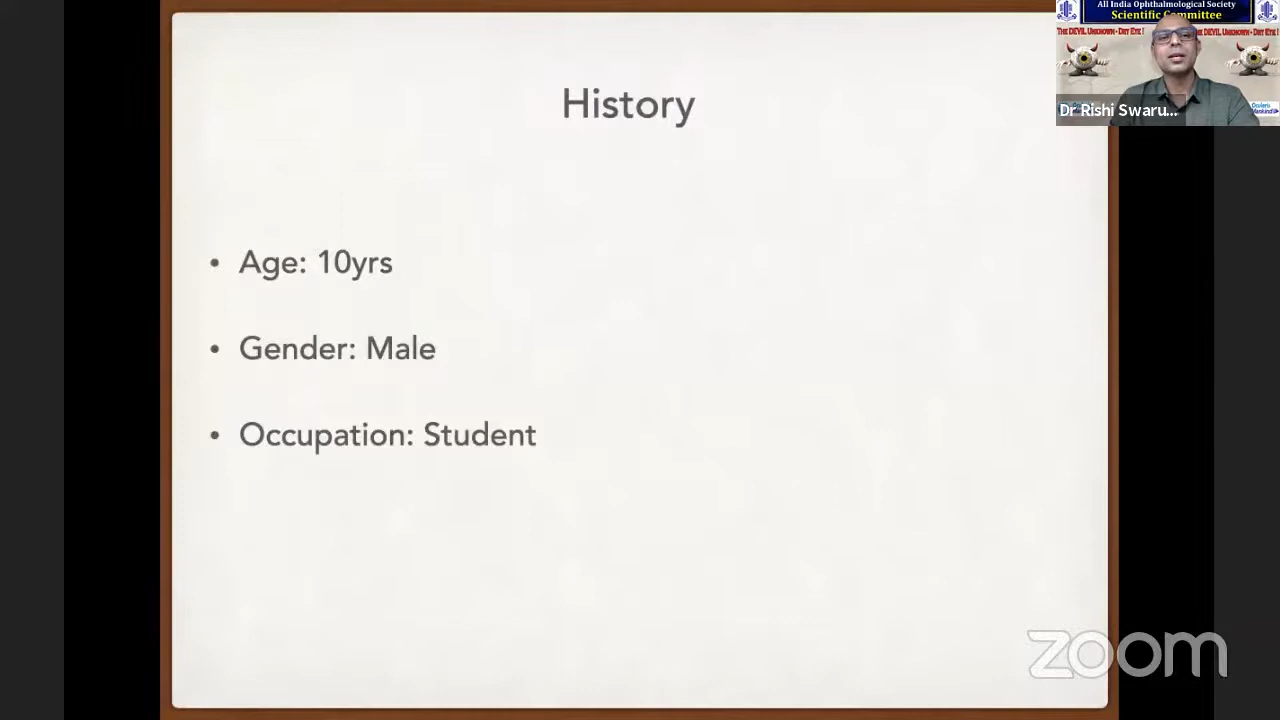 All India Ophthalmological Society
Scientific Committee
THE DEVIL UNKNOWN - DRY EYE !
Dr Rishi Swaru...
History
• Age: 10yrs
• Gender: Male
• Occupation: Student
zoom